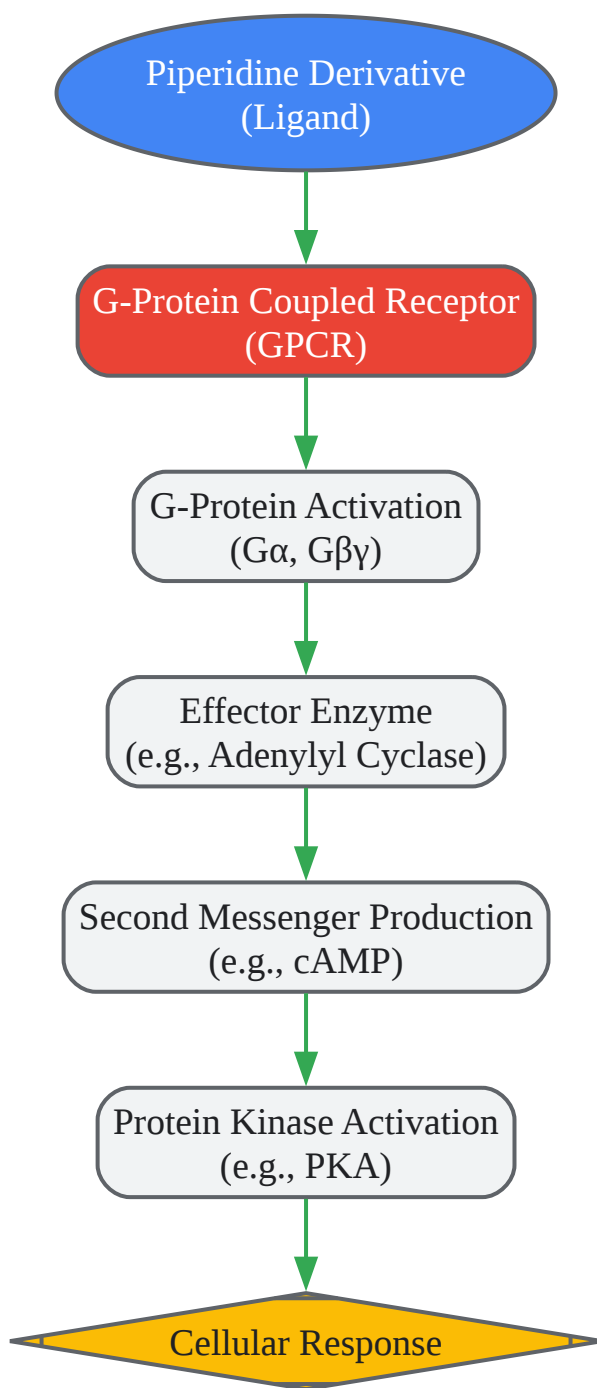 Piperidine Derivative
(Ligand)
G-Protein Coupled Receptor
(GPCR)
G-Protein Activation
(Gα, Gβγ)
Effector Enzyme
(e.g., Adenylyl Cyclase)
Second Messenger Production
(e.g., cAMP)
Protein Kinase Activation
(e.g., PKA)
Cellular Response